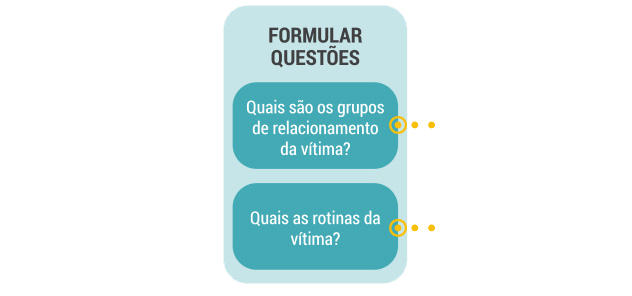 FORMULAR
QUESTÕES
Quais são os grupos
de relacionamento
da vítima?
Quais as rotinas da
vítima?